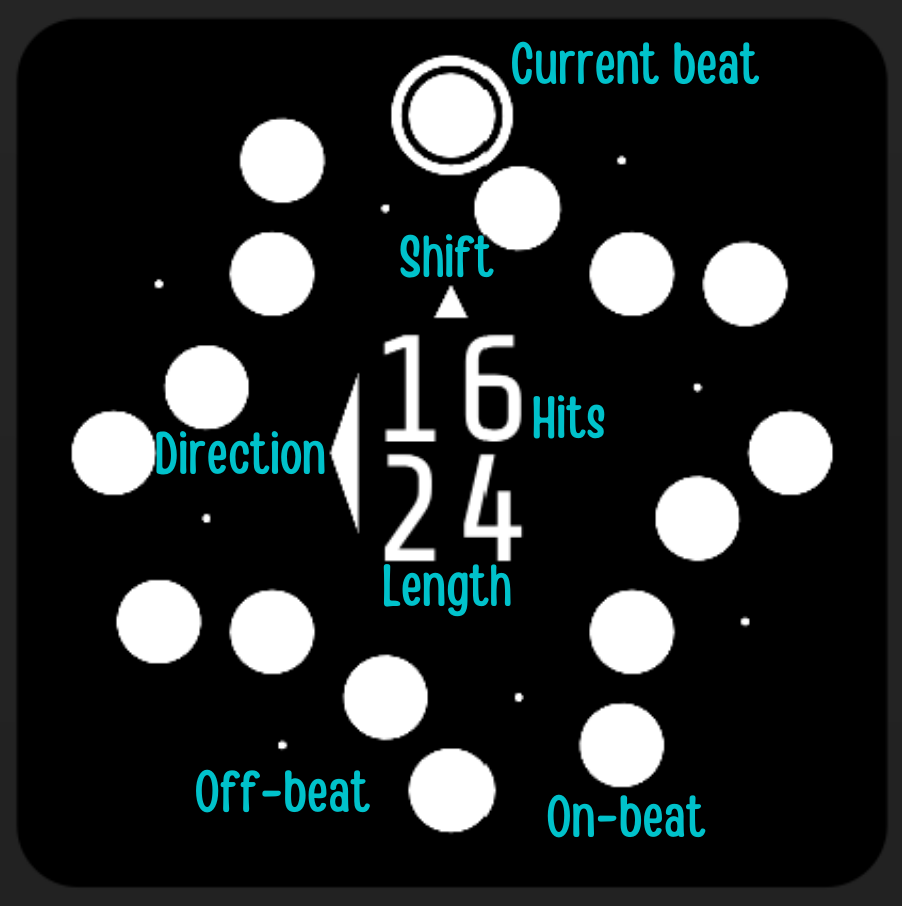 Current beat
Shift
16
Hits
Direction
24
Length
Off-beat
On-beat